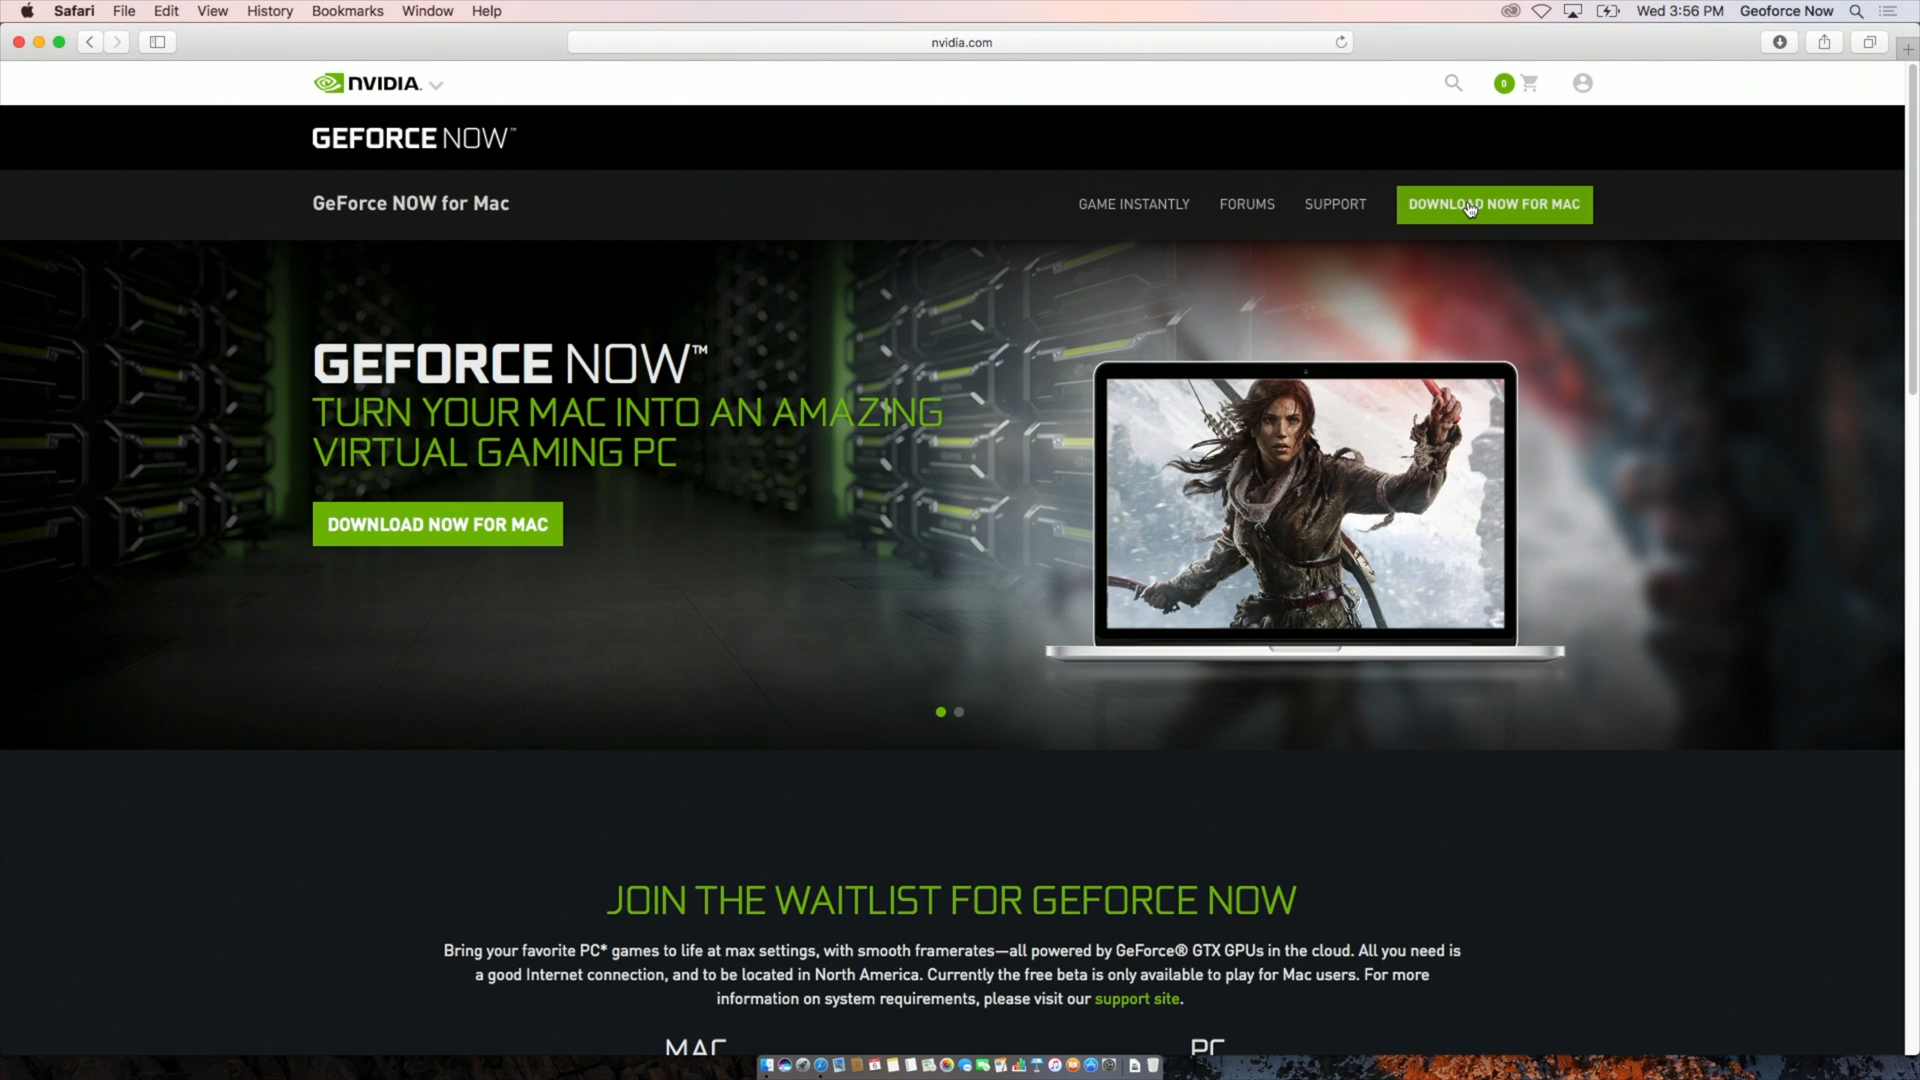 Safari File Edit View History Bookmarks Window Help Wed 3:56 PM Geoforce Now
nvidia.com
NVIDIA.
0
GEFORCE NOW™
GeForce NOW for Mac
GAME INSTANTLY FORUMS SUPPORT DOWNLOAD NOW FOR MAC
GEFORCE NOW™
TURN YOUR MAC INTO AN AMAZING
VIRTUAL GAMING PC
DOWNLOAD NOW FOR MAC
JOIN THE WAITLIST FOR GEFORCE NOW
Bring your favorite PC* games to life at max settings, with smooth framerates—all powered by GeForce® GTX GPUs in the cloud. All you need is
a good Internet connection, and to be located in North America. Currently the free beta is only available to play for Mac users. For more
information on system requirements, please visit our support site.
MAC PC